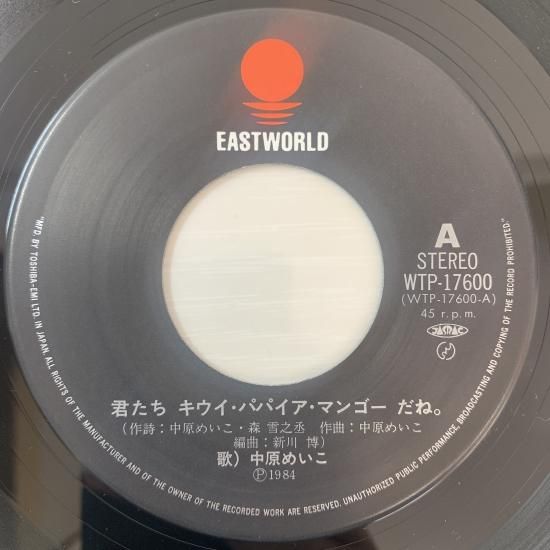 EASTWORLD
A
STEREO
WTP-17600
(WTP-17600-A)
45 r.p.m.
JASRAC
君たち キウイ・パパイア・マンゴー だね。
(作詩:中原めいこ・森 雪之丞 作曲:中原めいこ
編曲:新川 博)
歌)中原めいこ
Ⓟ1984
"MFD. BY TOSHIBA-EMI LTD. IN JAPAN. ALL RIGHTS OF THE MANUFACTURER AND OF THE OWNER OF THE RECORDED WORK ARE RESERVED. UNAUTHORIZED PUBLIC PERFORMANCE, BROADCASTING AND COPYING OF THE RECORD PROHIBITED."